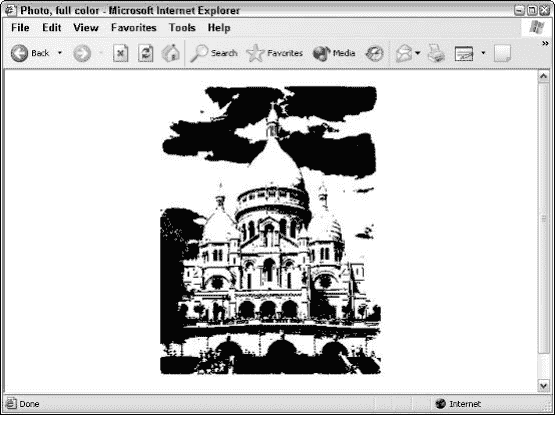 Photo, full color - Microsoft Internet Explorer
File Edit View Favorites Tools Help
Back Search Favorites Media »
Done Internet